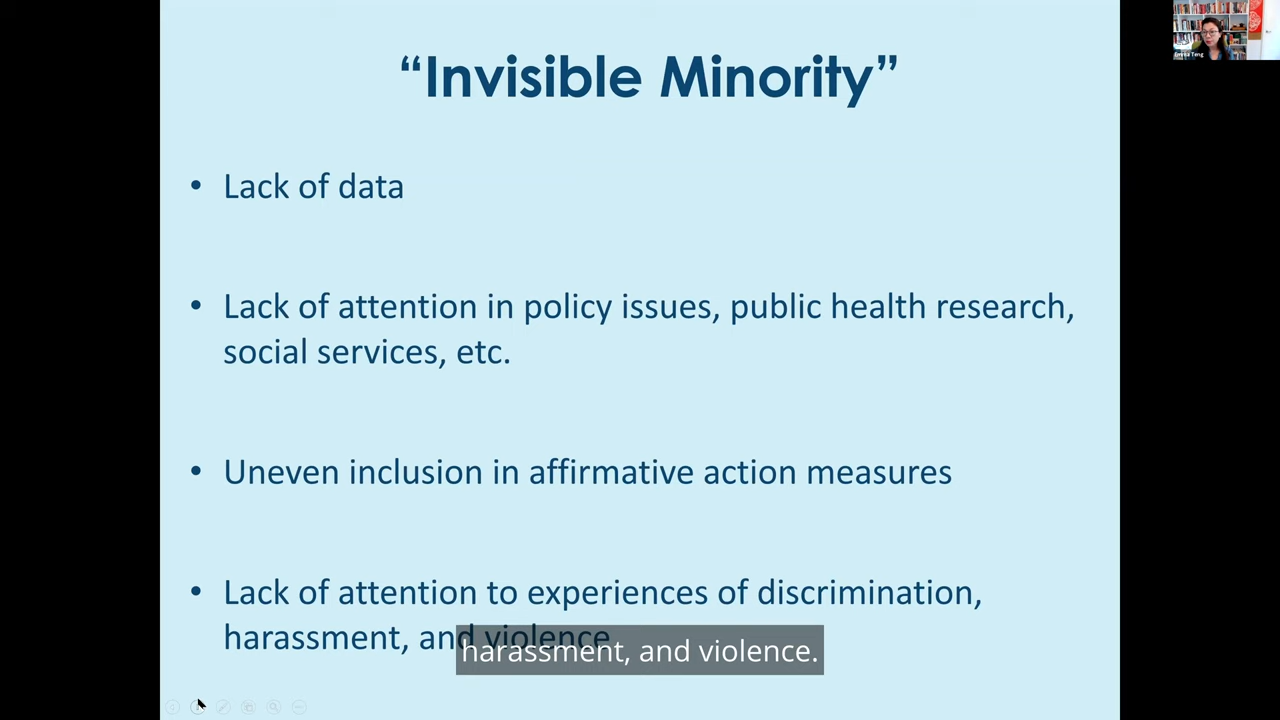 “Invisible Minority”
• Lack of data
• Lack of attention in policy issues, public health research,
social services, etc.
• Uneven inclusion in affirmative action measures
• Lack of attention to experiences of discrimination,
harassment, and violence
harassment, and violence.